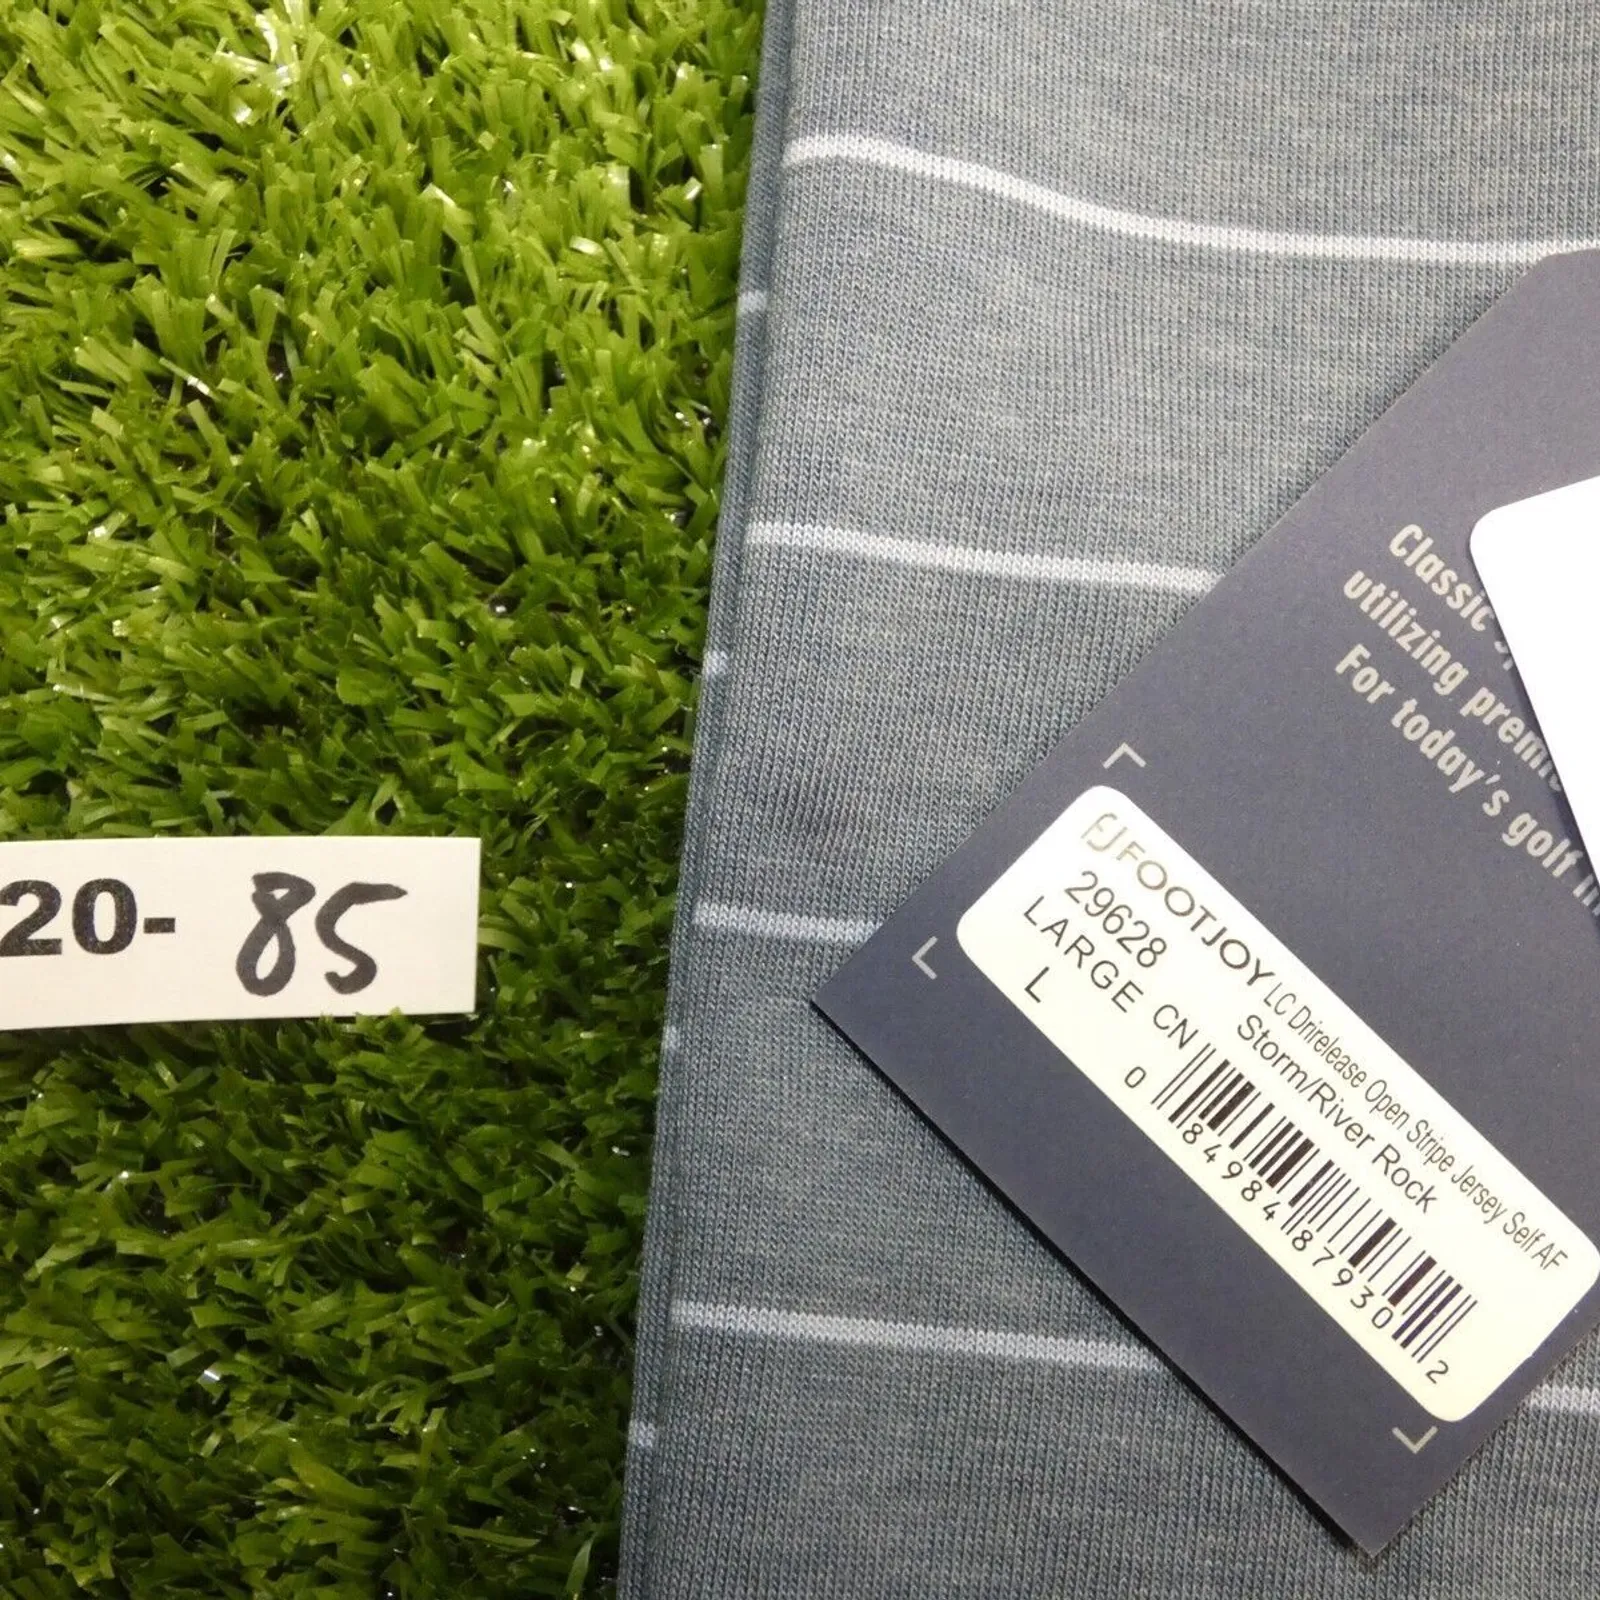 20-85
Classic
utilizing
For today's golf
FJ FOOTJOY LC Drirelease Open Stripe Jersey Self AF
29628 Storm/River Rock
LARGE CN
L
0 84984 87930 2